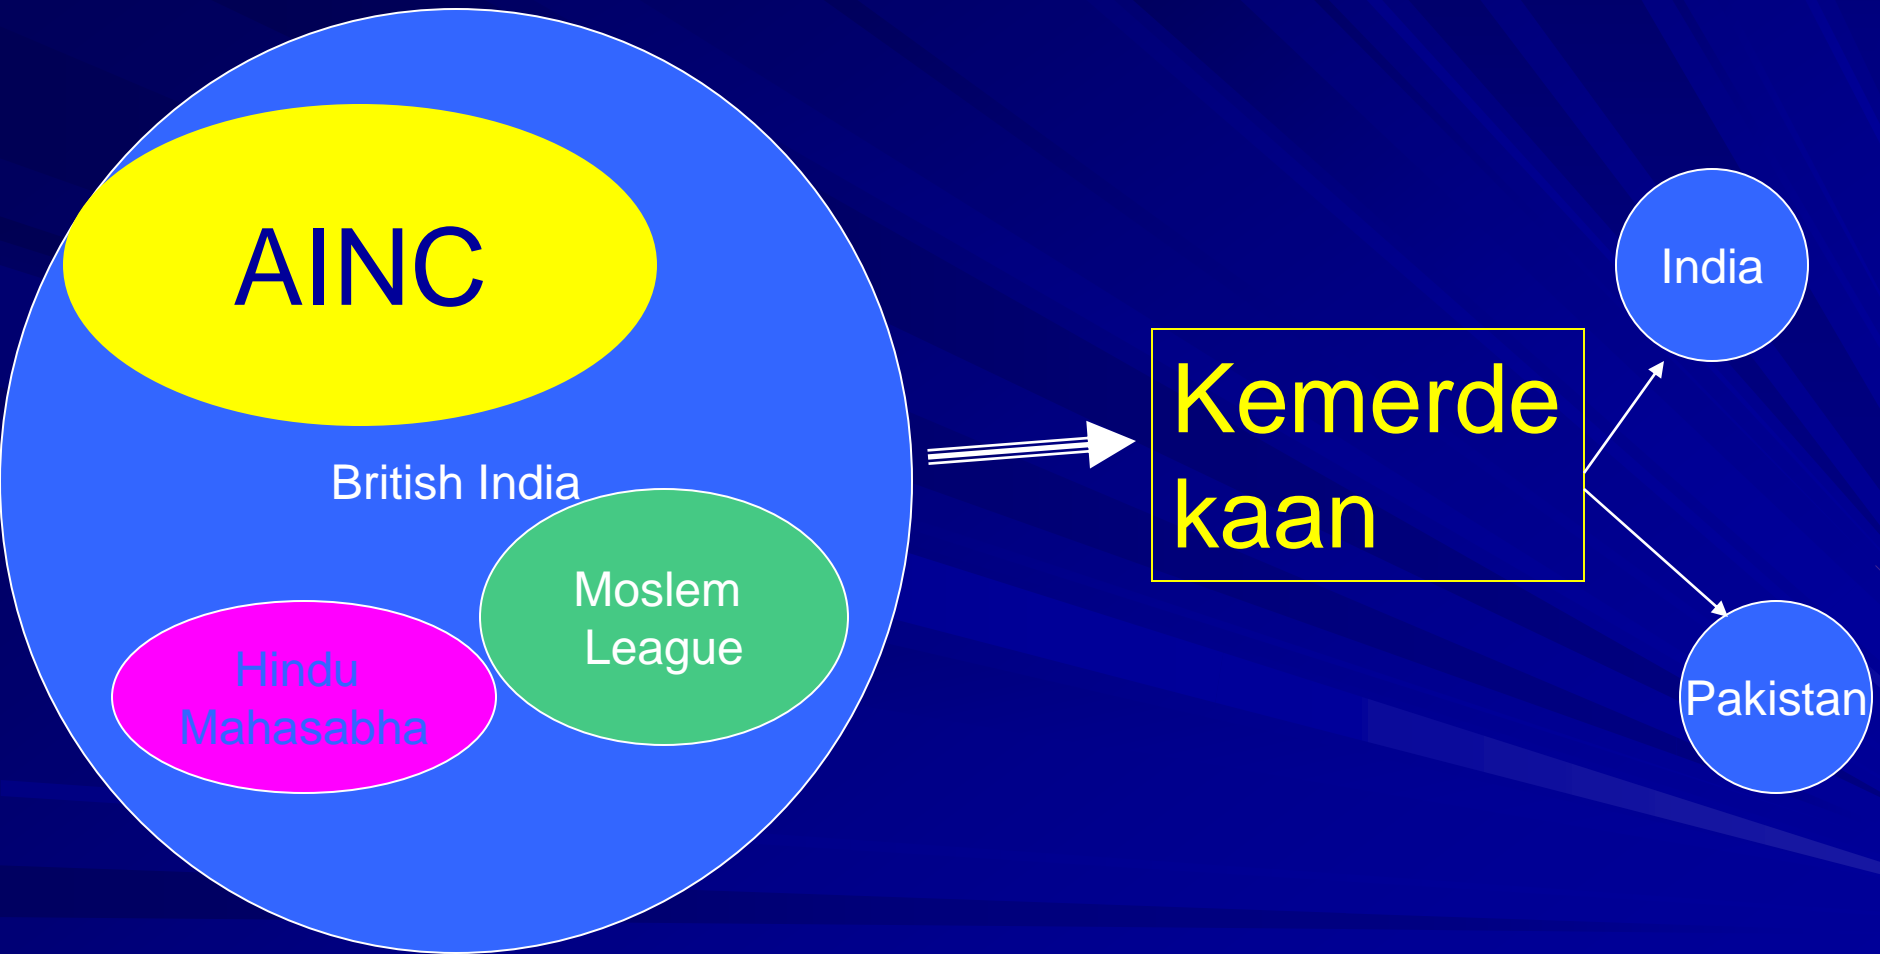 AINC
British India
Moslem
League
Hindu
Mahasabha
Kemerde
kaan
India
Pakistan